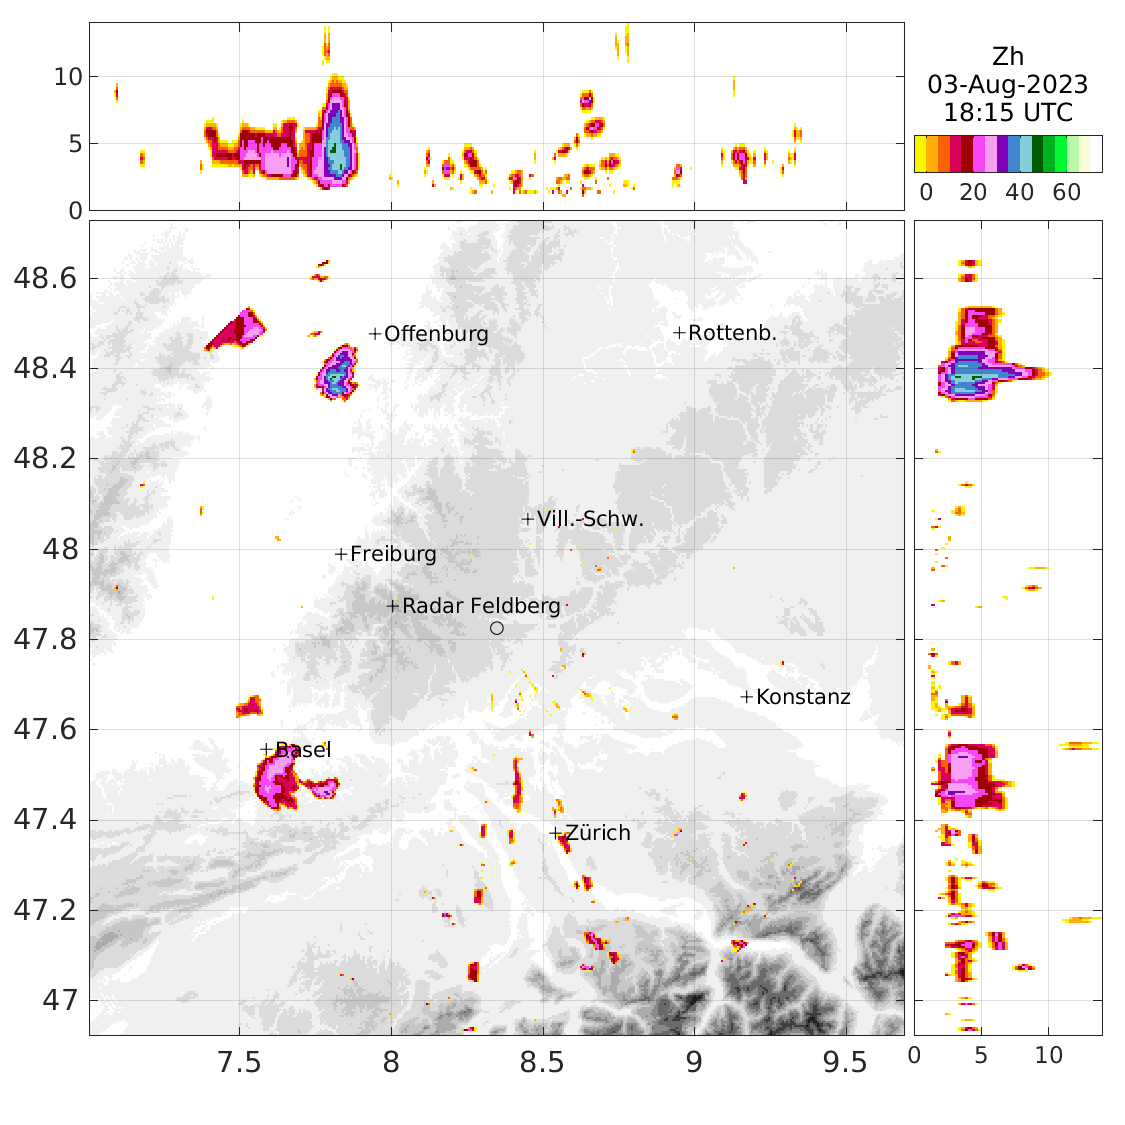 10
5
0
Zh
03-Aug-2023
18:15 UTC
0 20 40 60
48.6
48.4
48.2
48
47.8
47.6
47.4
47.2
47
Offenburg
Rottenb.
Vill.-Schw.
Freiburg
Radar Feldberg
Konstanz
Basel
Zürich
7.5 8 8.5 9 9.5
0 5 10